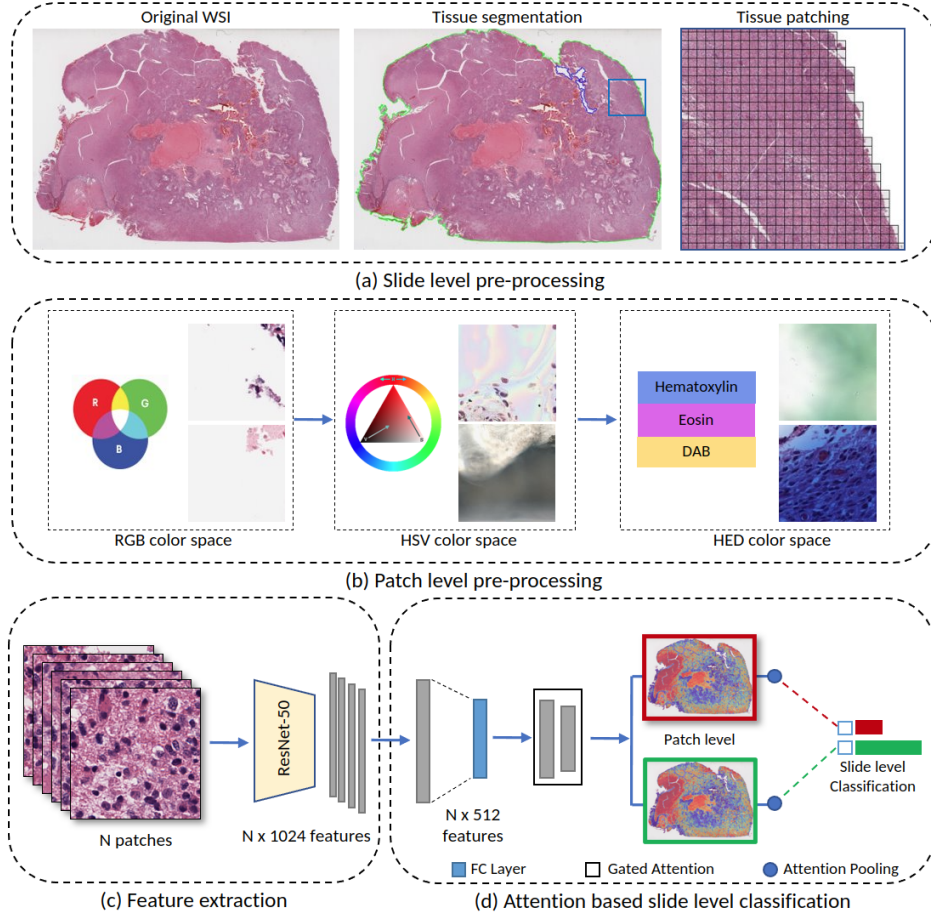 Original WSI
Tissue segmentation
Tissue patching
(a) Slide level pre-processing
R
G
B
Hematoxylin
Eosin
DAB
RGB color space
HSV color space
HED color space
(b) Patch level pre-processing
ResNet-50
N patches
N x 1024 features
N x 512
features
Patch level
Slide level
Classification
FC Layer
Gated Attention
Attention Pooling
(c) Feature extraction
(d) Attention based slide level classification